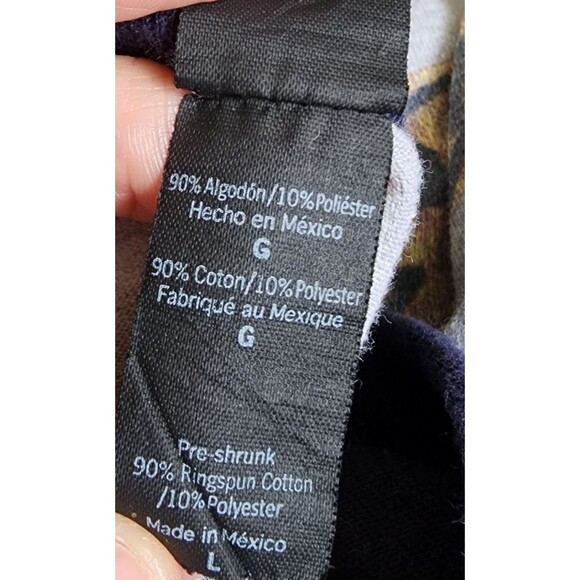 90% Algodón/10% Poliéster
Hecho en México
G
90% Coton/10% Polyester
Fabriqué au Mexique
G
Pre-shrunk
90% Ringspun Cotton
/10% Polyester
Made in México
L